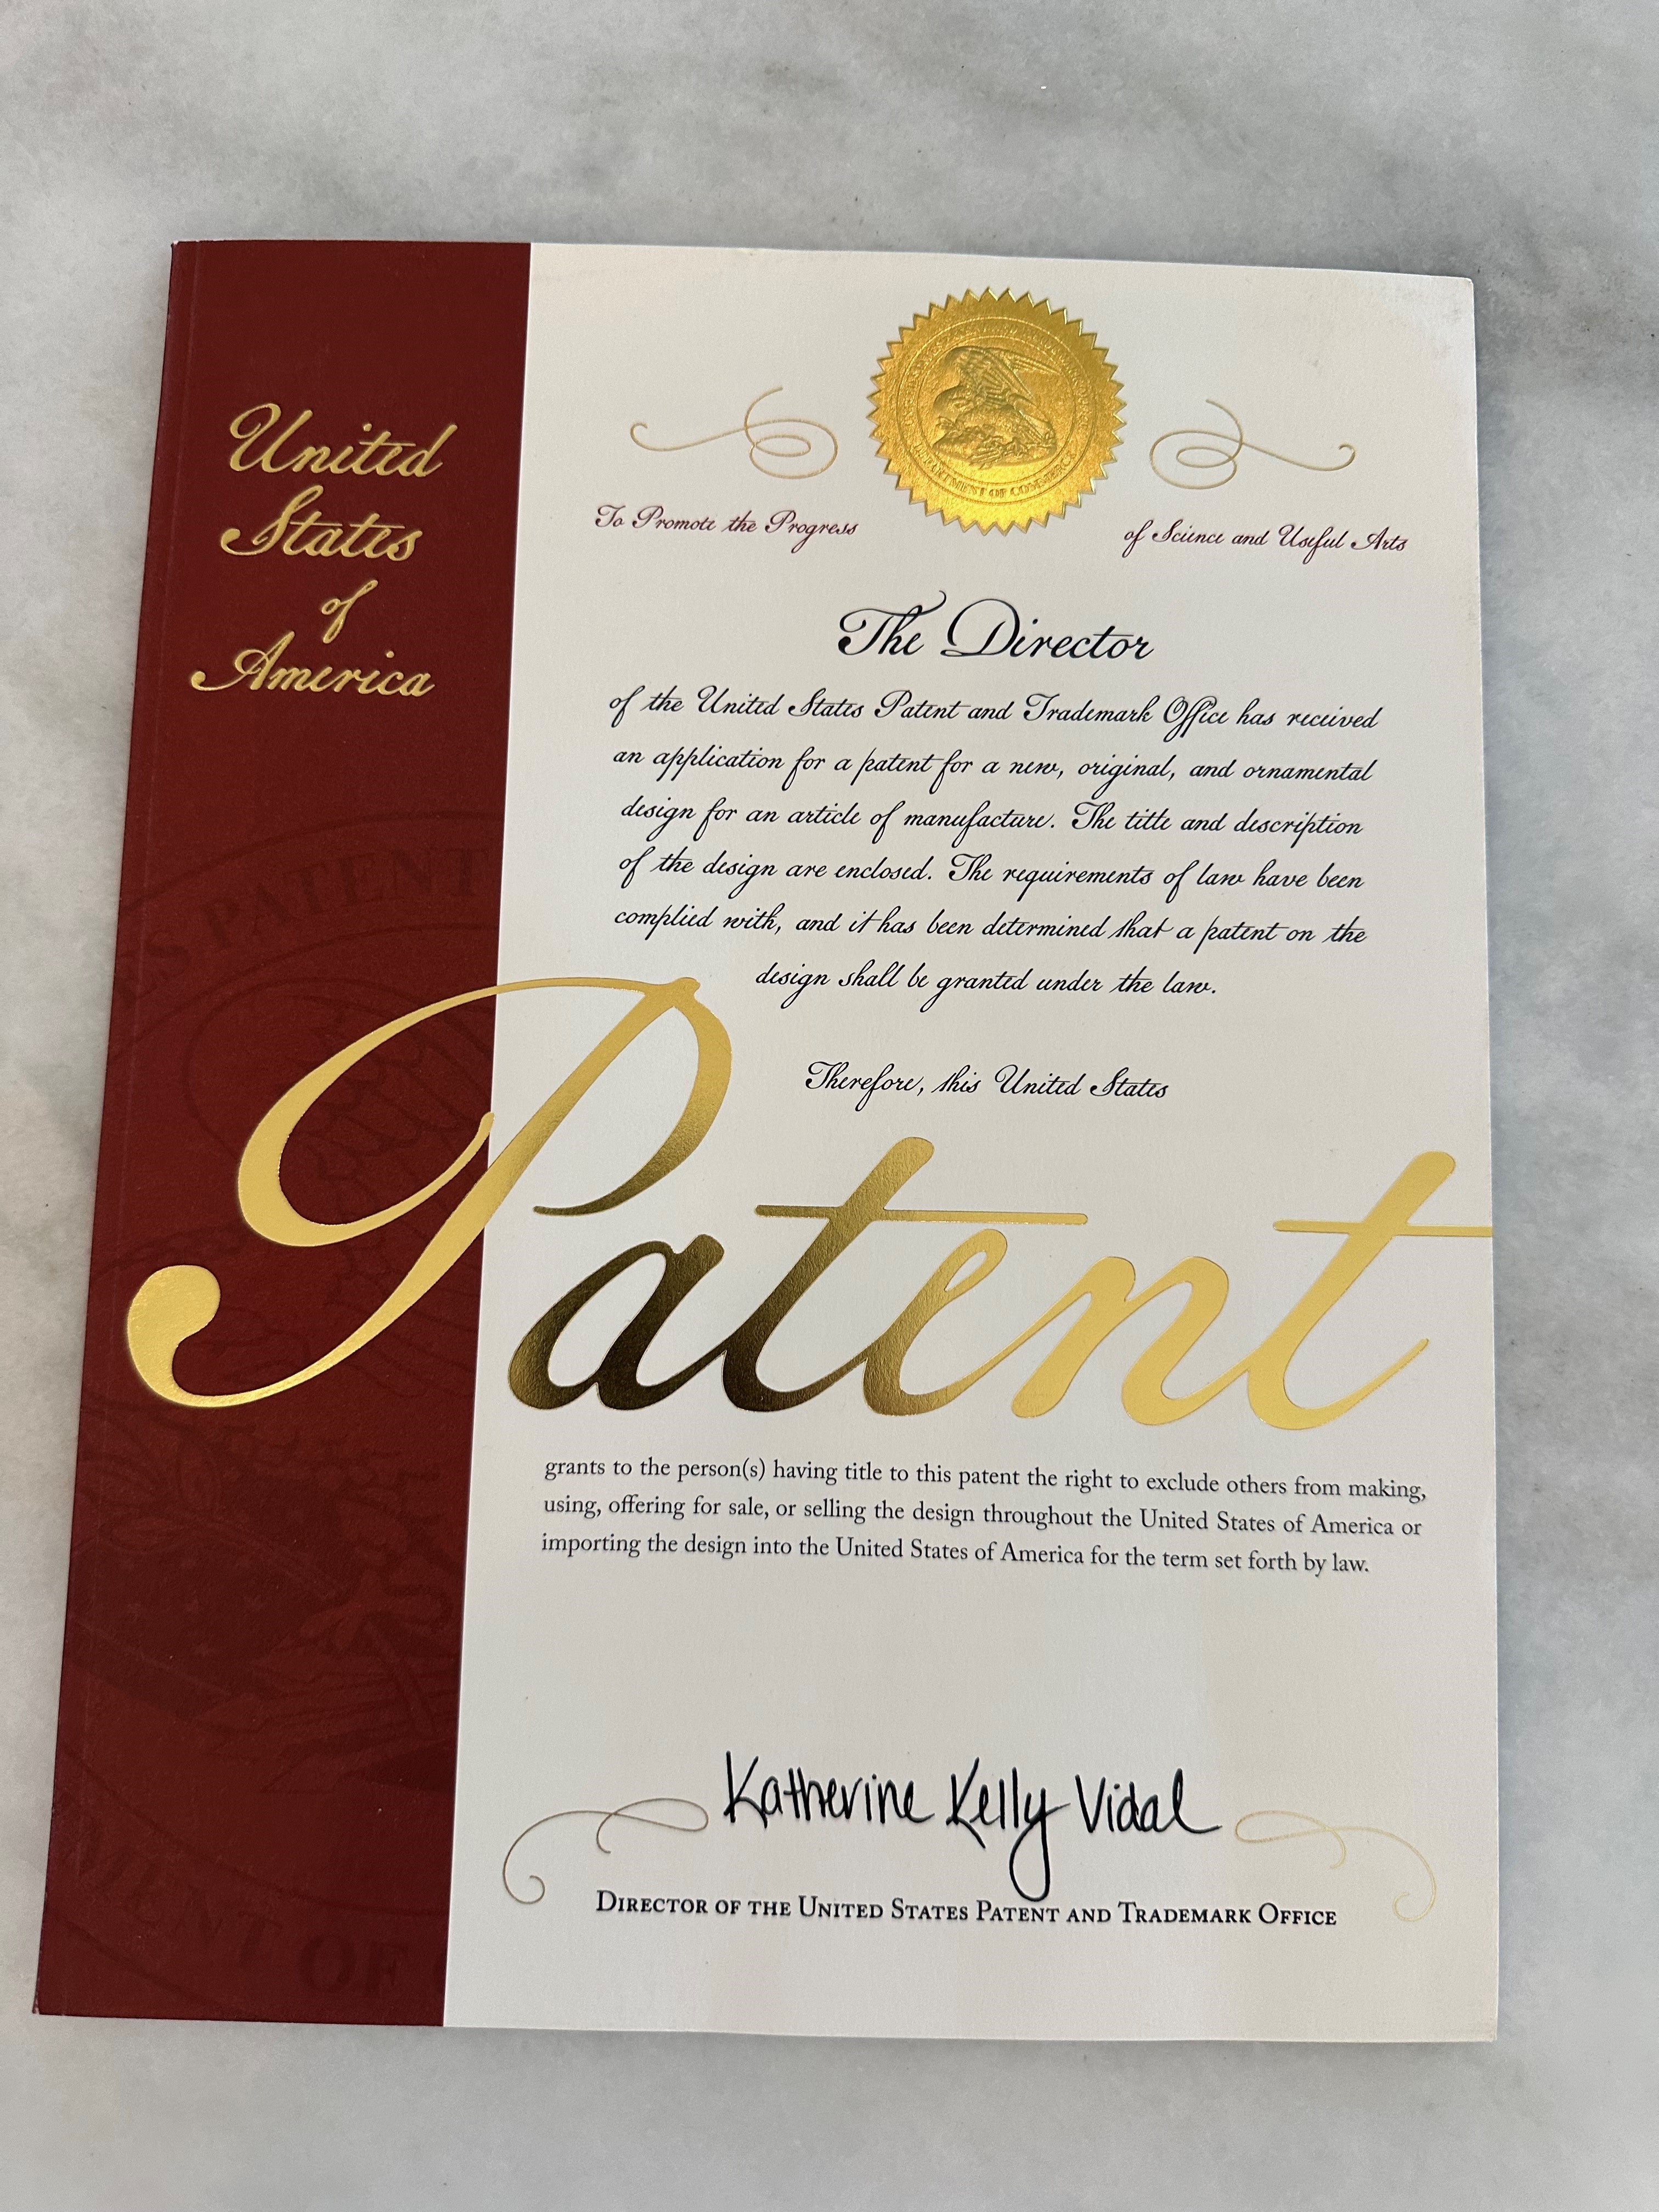 United
States
of
America
To Promote the Progress
of Science and Useful Arts
DEPARTMENT OF COMMERCE
The Director
of the United States Patent and Trademark Office has received
an application for a patent for a new, original, and ornamental
design for an article of manufacture. The title and description
of the design are enclosed. The requirements of law have been
complied with, and it has been determined that a patent on the
design shall be granted under the law.
Therefore, this United States
Patent
grants to the person(s) having title to this patent the right to exclude others from making,
using, offering for sale, or selling the design throughout the United States of America or
importing the design into the United States of America for the term set forth by law.
Katherine Kelly Vidal
DIRECTOR OF THE UNITED STATES PATENT AND TRADEMARK OFFICE
S PATENT
MENT OF